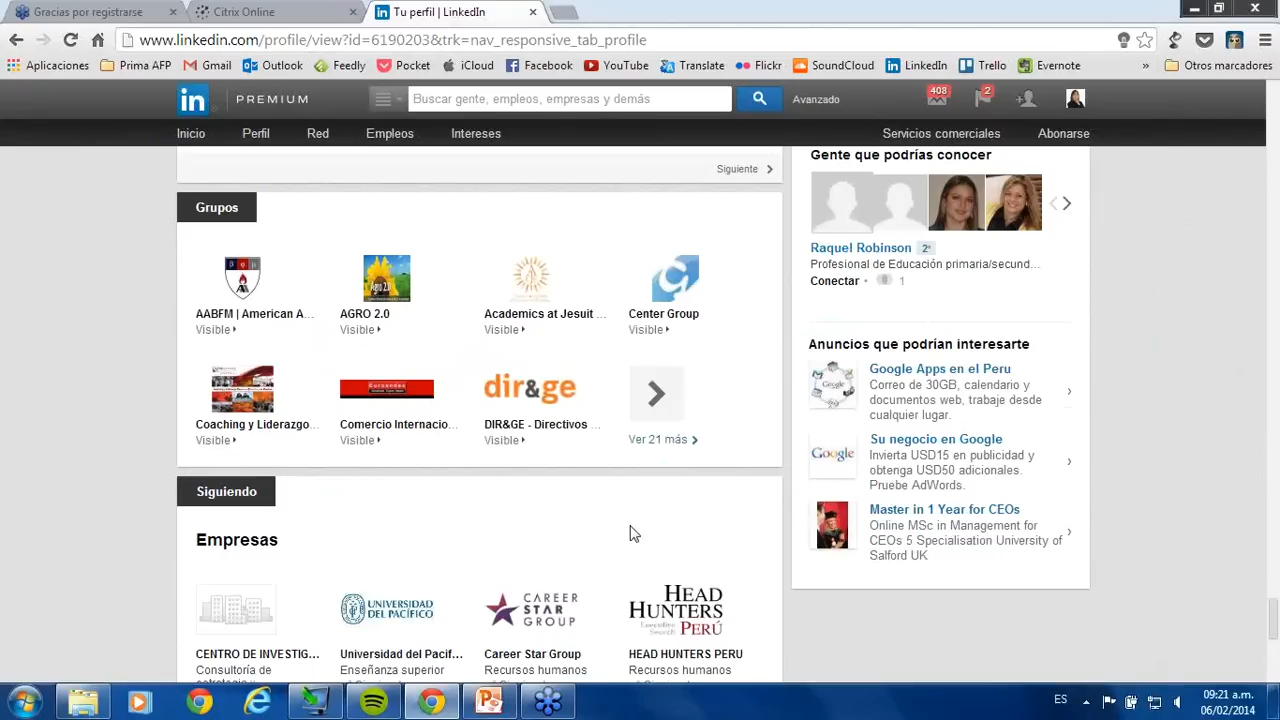 Gracias por registrarse
Citrix Online
Tu perfil | LinkedIn
www.linkedin.com/profile/view?id=6190203&trk=nav_responsive_tab_profile
Aplicaciones
Prima AFP
Gmail
Outlook
Feedly
Pocket
iCloud
Facebook
YouTube
Translate
Flickr
SoundCloud
LinkedIn
Trello
Evernote
»
Otros marcadores
in
PREMIUM
Buscar gente, empleos, empresas y demás
Avanzado
408
2
Inicio
Perfil
Red
Empleos
Intereses
Servicios comerciales
Abonarse
Siguiente
Grupos
AABFM | American A...
Visible
AGRO 2.0
Visible
Academics at Jesuit ...
Visible
Center Group
Visible
Coaching y Liderazgo...
Visible
Comercio Internacio...
Visible
dir&ge
DIR&GE - Directivos ...
Visible
Ver 21 más
Siguiendo
Empresas
CENTRO DE INVESTIG...
Consultoría de
UNIVERSIDAD
DEL PACÍFICO
Universidad del Pacíf...
Enseñanza superior
CAREER
STAR
GROUP
Career Star Group
Recursos humanos
HEAD
HUNTERS
Executive Search PERÚ
HEAD HUNTERS PERU
Recursos humanos
Gente que podrías conocer
Raquel Robinson 2º
Profesional de Educación primaria/secund...
Conectar • 1
Anuncios que podrían interesarte
Google Apps en el Peru
Correo de 30GB, calendario y
documentos web, trabaje desde
cualquier lugar.
Google
Su negocio en Google
Invierta USD15 en publicidad y
obtenga USD50 adicionales.
Pruebe AdWords.
Master in 1 Year for CEOs
Online MSc in Management for
CEOs 5 Specialisation University of
Salford UK
ES
09:21 a.m.
06/02/2014